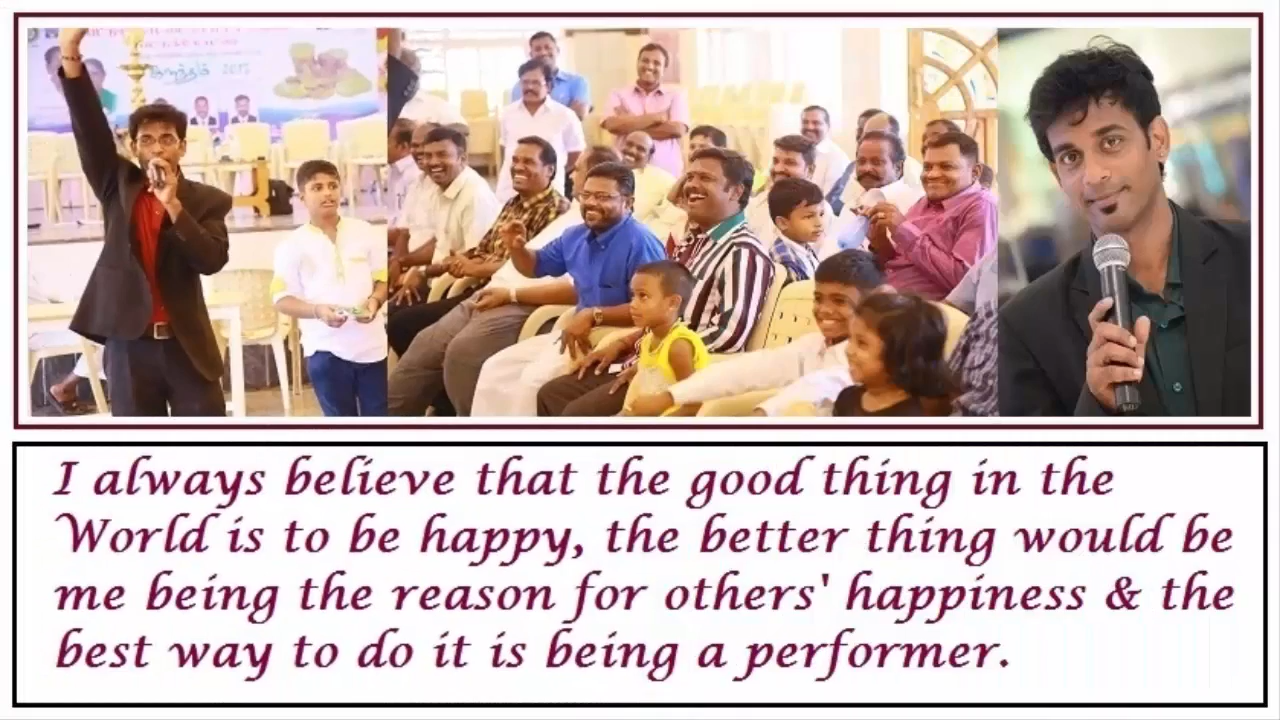 2017
I always believe that the good thing in the
World is to be happy, the better thing would be
me being the reason for others' happiness & the
best way to do it is being a performer.